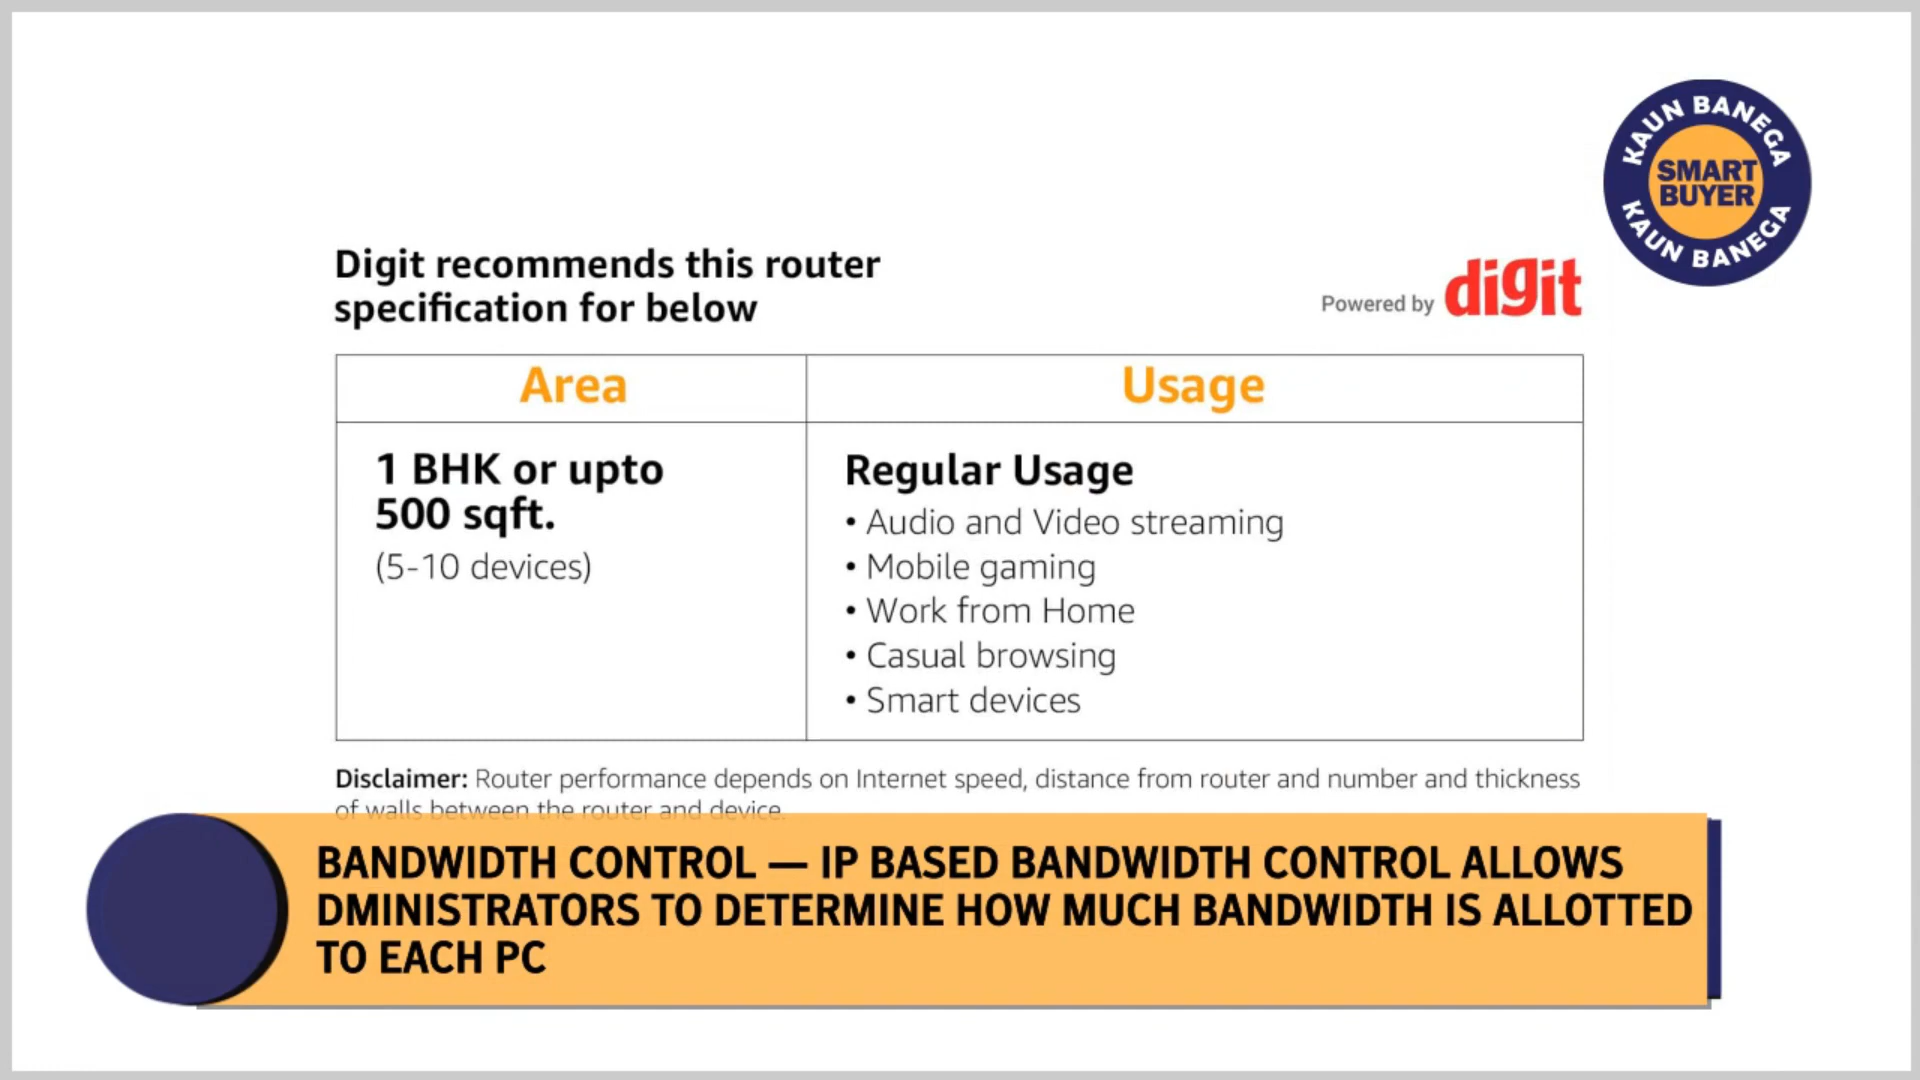 KAUN BANEGA
SMART
BUYER
KAUN BANEGA
Digit recommends this router
specification for below
Powered by digit
Area
Usage
1 BHK or upto
500 sqft.
(5-10 devices)
Regular Usage
• Audio and Video streaming
• Mobile gaming
• Work from Home
• Casual browsing
• Smart devices
Disclaimer: Router performance depends on Internet speed, distance from router and number and thickness
of walls between the router and device.
BANDWIDTH CONTROL — IP BASED BANDWIDTH CONTROL ALLOWS
DMINISTRATORS TO DETERMINE HOW MUCH BANDWIDTH IS ALLOTTED
TO EACH PC